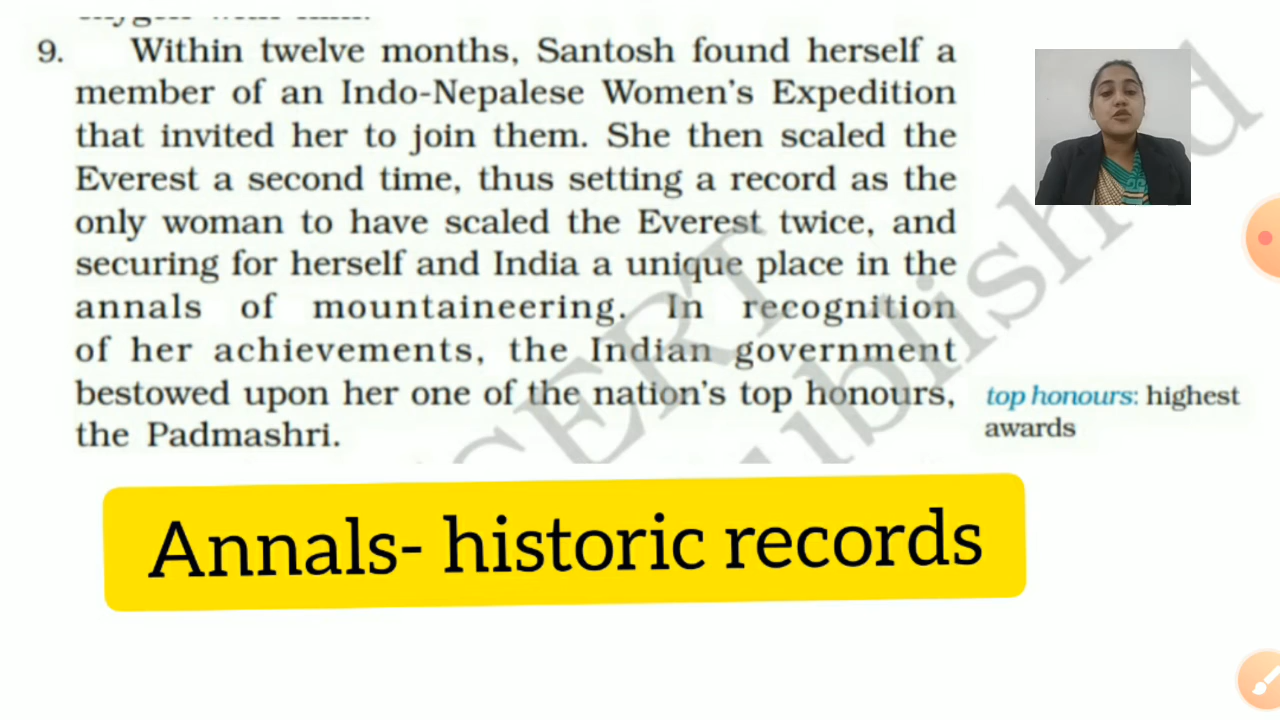 9. Within twelve months, Santosh found herself a
member of an Indo-Nepalese Women's Expedition
that invited her to join them. She then scaled the
Everest a second time, thus setting a record as the
only woman to have scaled the Everest twice, and
securing for herself and India a unique place in the
annals of mountaineering. In recognition
of her achievements, the Indian government
bestowed upon her one of the nation's top honours,
the Padmashri.
top honours: highest
awards
Annals- historic records